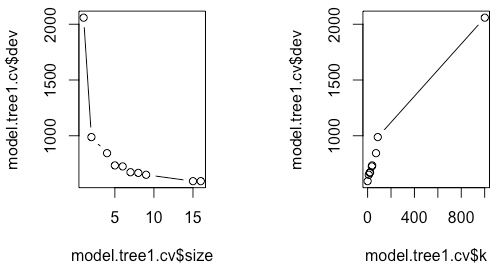 model.tree1.cv$dev
1000 1500 2000
5 10 15
model.tree1.cv$size
model.tree1.cv$dev
1000 1500 2000
0 400 800
model.tree1.cv$k